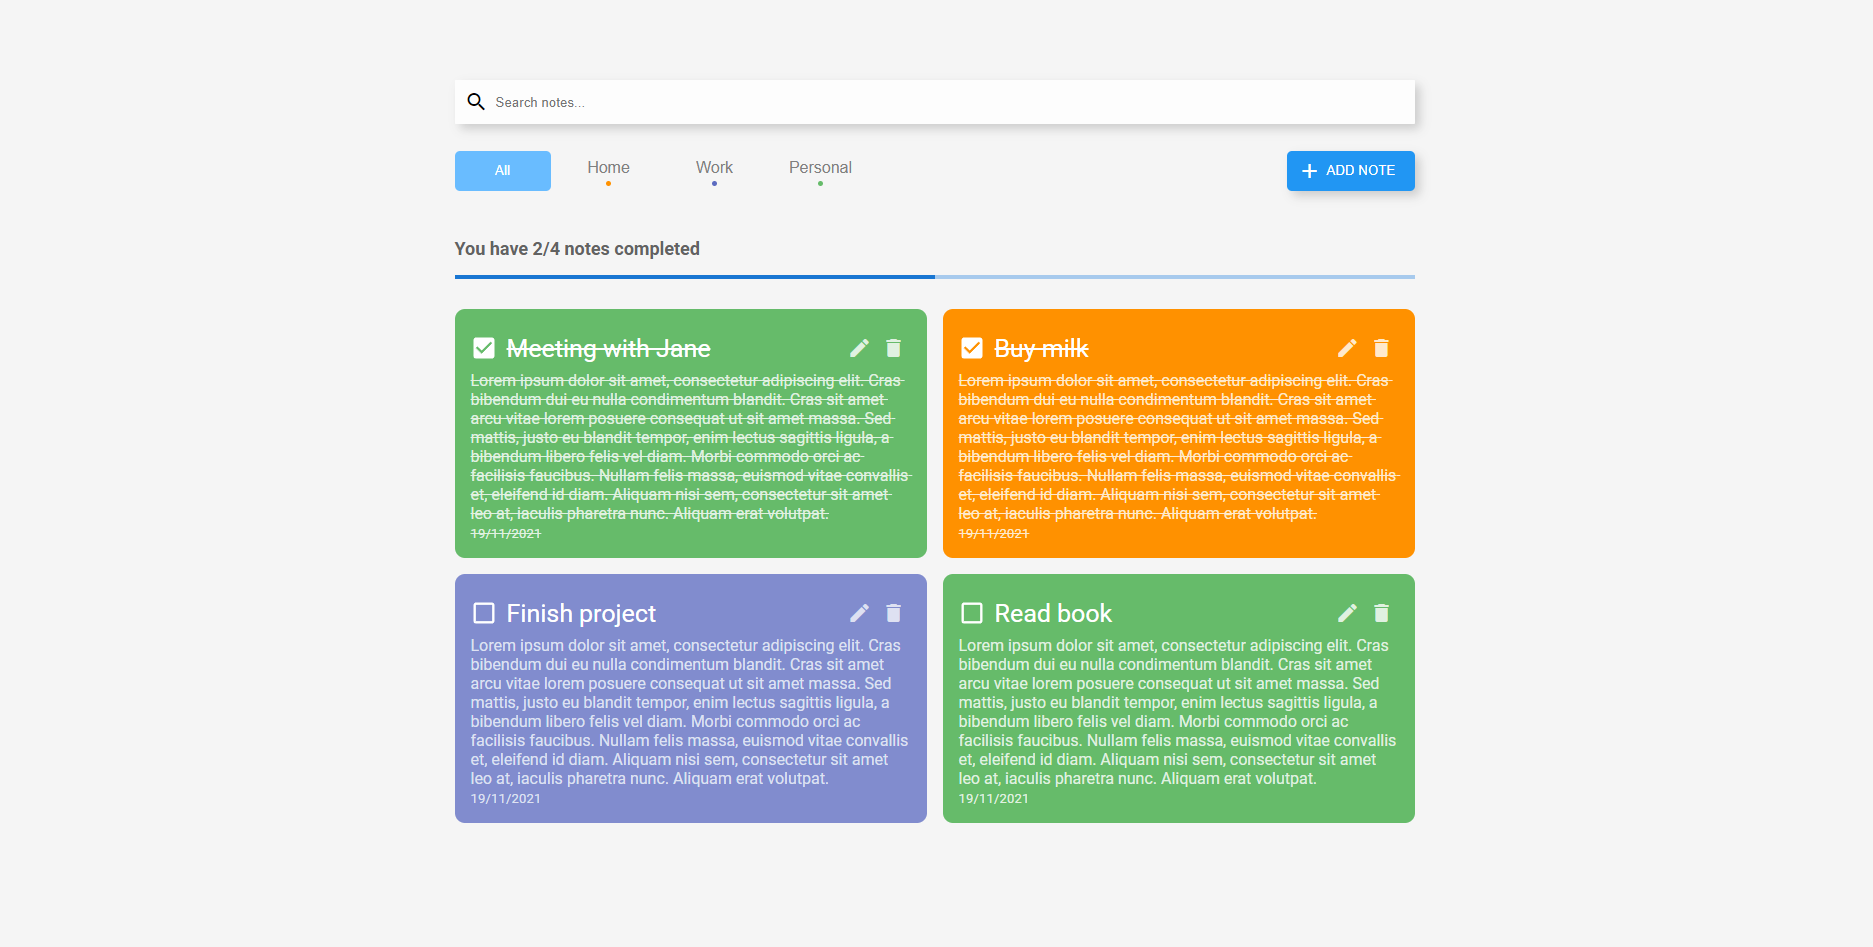 Search notes...
All
Home
Work
Personal
ADD NOTE
You have 2/4 notes completed
Meeting with Jane
Lorem ipsum dolor sit amet, consectetur adipiscing elit. Cras
bibendum dui eu nulla condimentum blandit. Cras sit amet
arcu vitae lorem posuere consequat ut sit amet massa. Sed
mattis, justo eu blandit tempor, enim lectus sagittis ligula, a
bibendum libero felis vel diam. Morbi commodo orci ac
facilisis faucibus. Nullam felis massa, euismod vitae convallis
et, eleifend id diam. Aliquam nisi sem, consectetur sit amet
leo at, iaculis pharetra nunc. Aliquam erat volutpat.
19/11/2021
Buy milk
Lorem ipsum dolor sit amet, consectetur adipiscing elit. Cras
bibendum dui eu nulla condimentum blandit. Cras sit amet
arcu vitae lorem posuere consequat ut sit amet massa. Sed
mattis, justo eu blandit tempor, enim lectus sagittis ligula, a
bibendum libero felis vel diam. Morbi commodo orci ac
facilisis faucibus. Nullam felis massa, euismod vitae convallis
et, eleifend id diam. Aliquam nisi sem, consectetur sit amet
leo at, iaculis pharetra nunc. Aliquam erat volutpat.
19/11/2021
Finish project
Lorem ipsum dolor sit amet, consectetur adipiscing elit. Cras
bibendum dui eu nulla condimentum blandit. Cras sit amet
arcu vitae lorem posuere consequat ut sit amet massa. Sed
mattis, justo eu blandit tempor, enim lectus sagittis ligula, a
bibendum libero felis vel diam. Morbi commodo orci ac
facilisis faucibus. Nullam felis massa, euismod vitae convallis
et, eleifend id diam. Aliquam nisi sem, consectetur sit amet
leo at, iaculis pharetra nunc. Aliquam erat volutpat.
19/11/2021
Read book
Lorem ipsum dolor sit amet, consectetur adipiscing elit. Cras
bibendum dui eu nulla condimentum blandit. Cras sit amet
arcu vitae lorem posuere consequat ut sit amet massa. Sed
mattis, justo eu blandit tempor, enim lectus sagittis ligula, a
bibendum libero felis vel diam. Morbi commodo orci ac
facilisis faucibus. Nullam felis massa, euismod vitae convallis
et, eleifend id diam. Aliquam nisi sem, consectetur sit amet
leo at, iaculis pharetra nunc. Aliquam erat volutpat.
19/11/2021